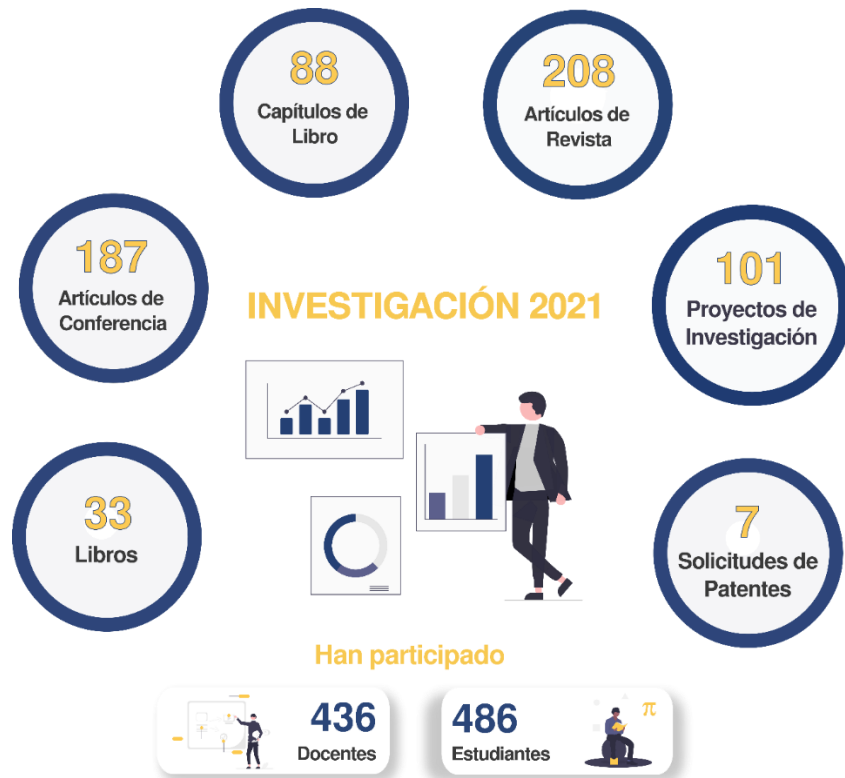 88
Capítulos de
Libro
208
Artículos de
Revista
187
Artículos de
Conferencia
INVESTIGACIÓN 2021
101
Proyectos de
Investigación
33
Libros
7
Solicitudes de
Patentes
Han participado
436
Docentes
486
Estudiantes
π